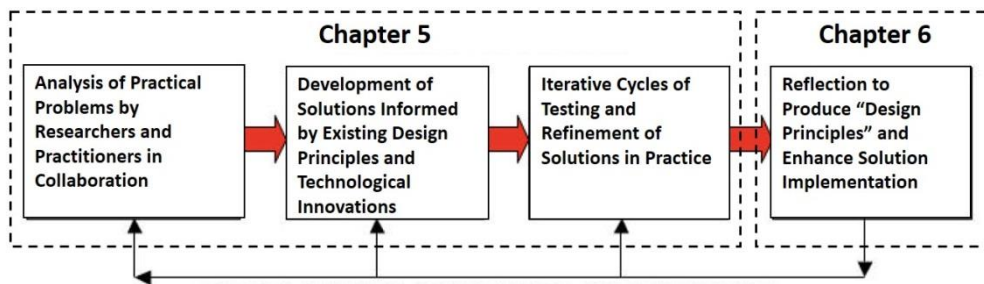 Chapter 5
Analysis of Practical
Problems by
Researchers and
Practitioners in
Collaboration
Development of
Solutions Informed
by Existing Design
Principles and
Technological
Innovations
Iterative Cycles of
Testing and
Refinement of
Solutions in Practice
Chapter 6
Reflection to
Produce “Design
Principles” and
Enhance Solution
Implementation